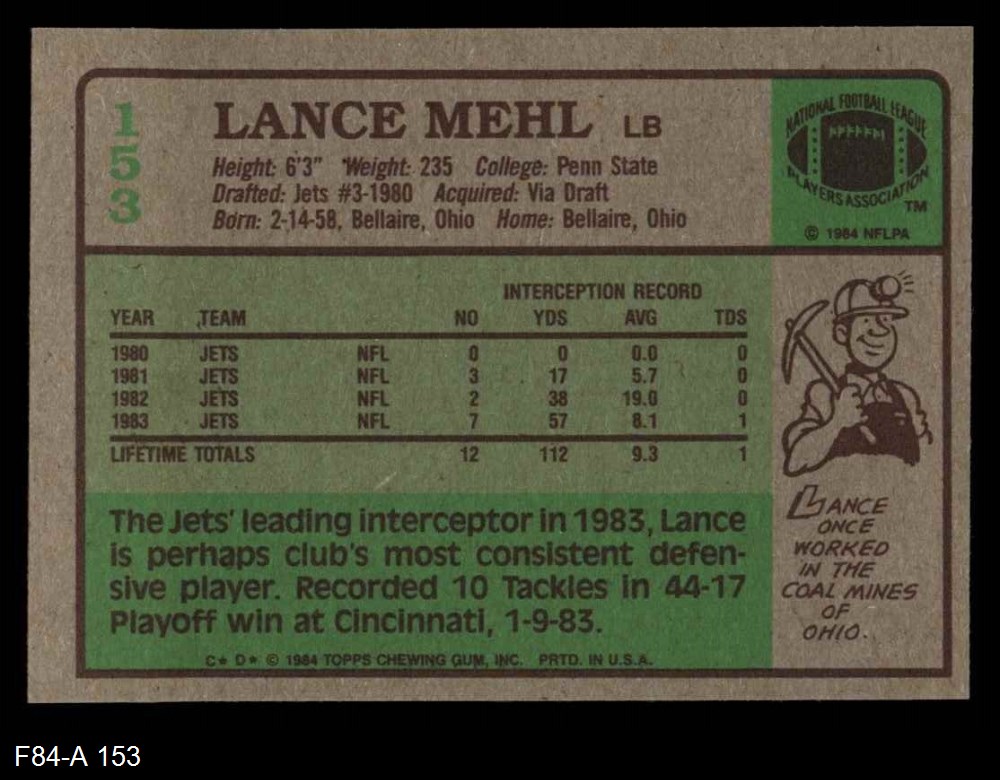 1
5
3
LANCE MEHL LB
Height: 6'3" Weight: 235 College: Penn State
Drafted: Jets #3-1980 Acquired: Via Draft
Born: 2-14-58, Bellaire, Ohio Home: Bellaire, Ohio
NATIONAL FOOTBALL LEAGUE
PLAYERS ASSOCIATION
TM
© 1984 NFLPA
INTERCEPTION RECORD
YEAR TEAM NO YDS AVG TDS
1980 JETS NFL 0 0 0.0 0
1981 JETS NFL 3 17 5.7 0
1982 JETS NFL 2 38 19.0 0
1983 JETS NFL 7 57 8.1 1
LIFETIME TOTALS 12 112 9.3 1
The Jets' leading interceptor in 1983, Lance
is perhaps club's most consistent defen-
sive player. Recorded 10 Tackles in 44-17
Playoff win at Cincinnati, 1-9-83.
LANCE
ONCE
WORKED
IN THE
COAL MINES
OF
OHIO.
C* D* © 1984 TOPPS CHEWING GUM, INC. PRTD. IN U.S.A.
F84-A 153